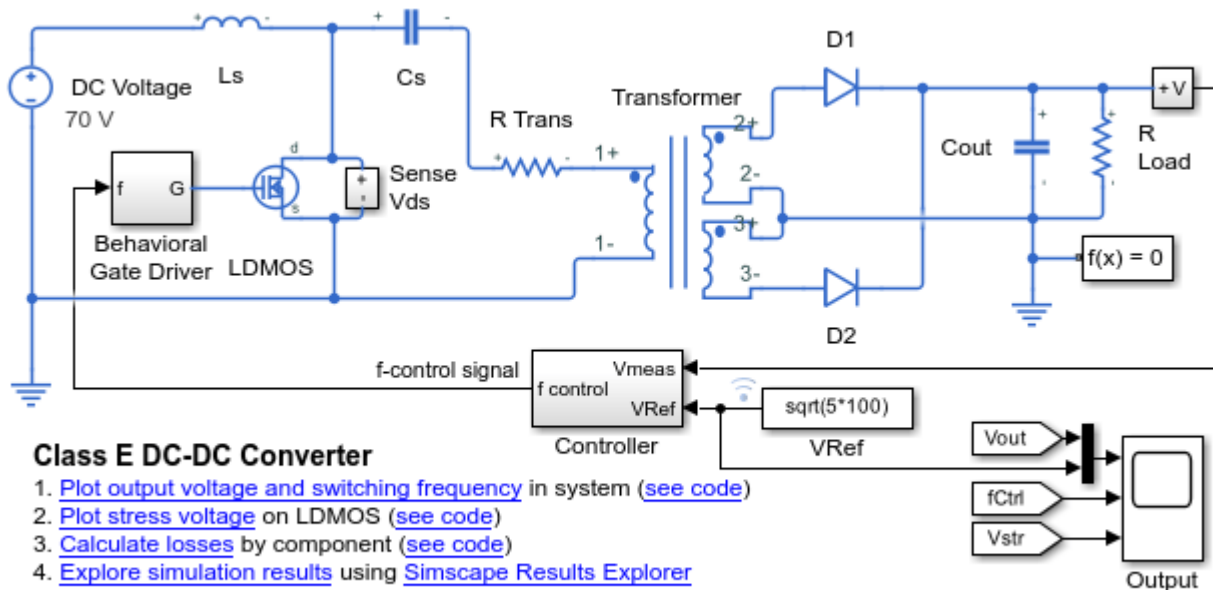 + -
+ -
D1
Ls
Cs
DC Voltage
70 V
Transformer
+ V
R Trans
2+
+ +
d
1+
+ -
Cout
R
Load
f G
+
-
Sense
Vds
2-
- -
s
3+
Behavioral
Gate Driver
LDMOS
1-
3-
f(x) = 0
D2
f-control signal
Vmeas
f control
VRef
sqrt(5*100)
Controller
VRef
Vout
fCtrl
Vstr
Output
Class E DC-DC Converter
1. Plot output voltage and switching frequency in system (see code)
2. Plot stress voltage on LDMOS (see code)
3. Calculate losses by component (see code)
4. Explore simulation results using Simscape Results Explorer